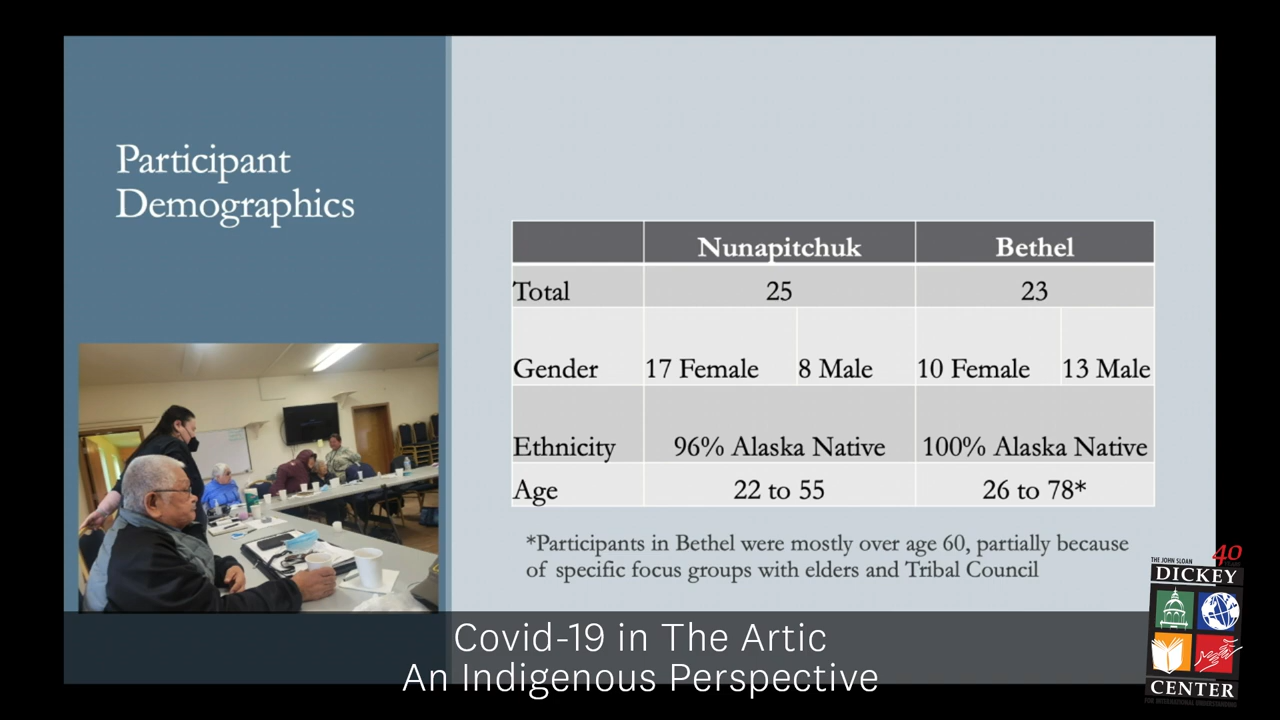 Participant
Demographics
Nunapitchuk Bethel
Total 25 23
Gender 17 Female 8 Male 10 Female 13 Male
Ethnicity 96% Alaska Native 100% Alaska Native
Age 22 to 55 26 to 78*
*Participants in Bethel were mostly over age 60, partially because
of specific focus groups with elders and Tribal Council
Covid-19 in The Artic
An Indigenous Perspective
40
THE JOHN SLOAN
DICKEY
CENTER
FOR INTERNATIONAL UNDERSTANDING